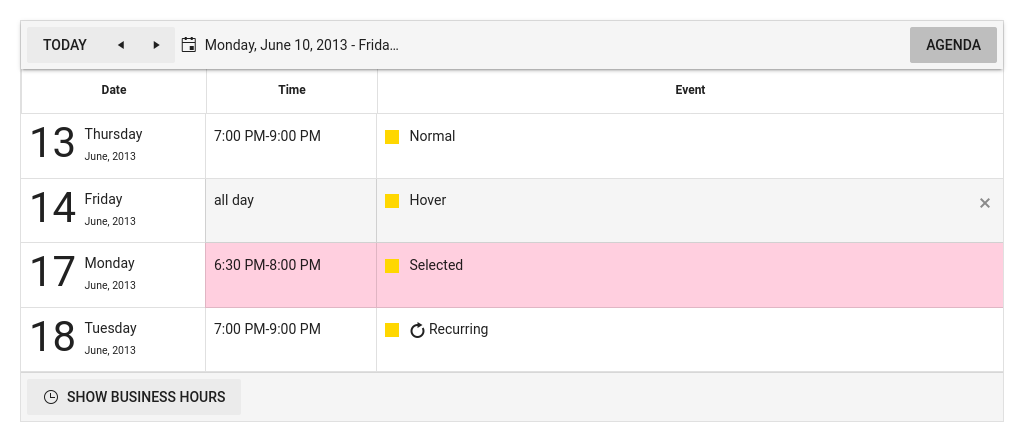 TODAY Monday, June 10, 2013 - Frida... AGENDA
Date Time Event
13 Thursday 7:00 PM-9:00 PM Normal
June, 2013
14 Friday all day Hover
June, 2013
17 Monday 6:30 PM-8:00 PM Selected
June, 2013
18 Tuesday 7:00 PM-9:00 PM Recurring
June, 2013
SHOW BUSINESS HOURS